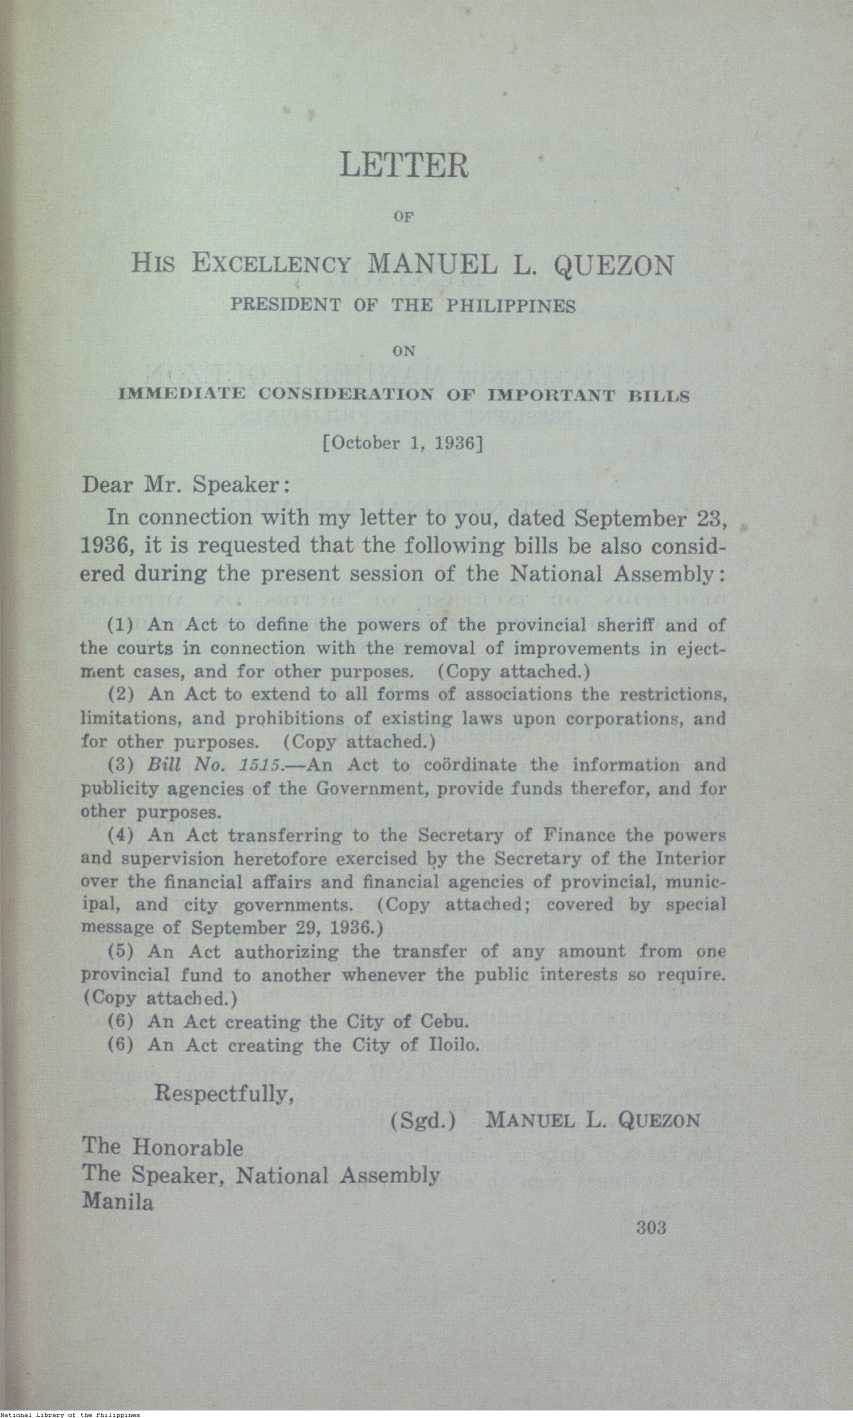 LETTER
OF
HIS EXCELLENCY MANUEL L. QUEZON
PRESIDENT OF THE PHILIPPINES
ON
IMMEDIATE CONSIDERATION OF IMPORTANT BILLS
[October 1, 1936]
Dear Mr. Speaker:
In connection with my letter to you, dated September 23,
1936, it is requested that the following bills be also consid-
ered during the present session of the National Assembly:
(1) An Act to define the powers of the provincial sheriff and of
the courts in connection with the removal of improvements in eject-
ment cases, and for other purposes. (Copy attached.)
(2) An Act to extend to all forms of associations the restrictions,
limitations, and prohibitions of existing laws upon corporations, and
for other purposes. (Copy attached.)
(3) Bill No. 1515.—An Act to coördinate the information and
publicity agencies of the Government, provide funds therefor, and for
other purposes.
(4) An Act transferring to the Secretary of Finance the powers
and supervision heretofore exercised by the Secretary of the Interior
over the financial affairs and financial agencies of provincial, munic-
ipal, and city governments. (Copy attached; covered by special
message of September 29, 1936.)
(5) An Act authorizing the transfer of any amount from one
provincial fund to another whenever the public interests so require.
(Copy attached.)
(6) An Act creating the City of Cebu.
(6) An Act creating the City of Iloilo.
Respectfully,
(Sgd.) MANUEL L. QUEZON
The Honorable
The Speaker, National Assembly
Manila
303
National Library of the Philippines